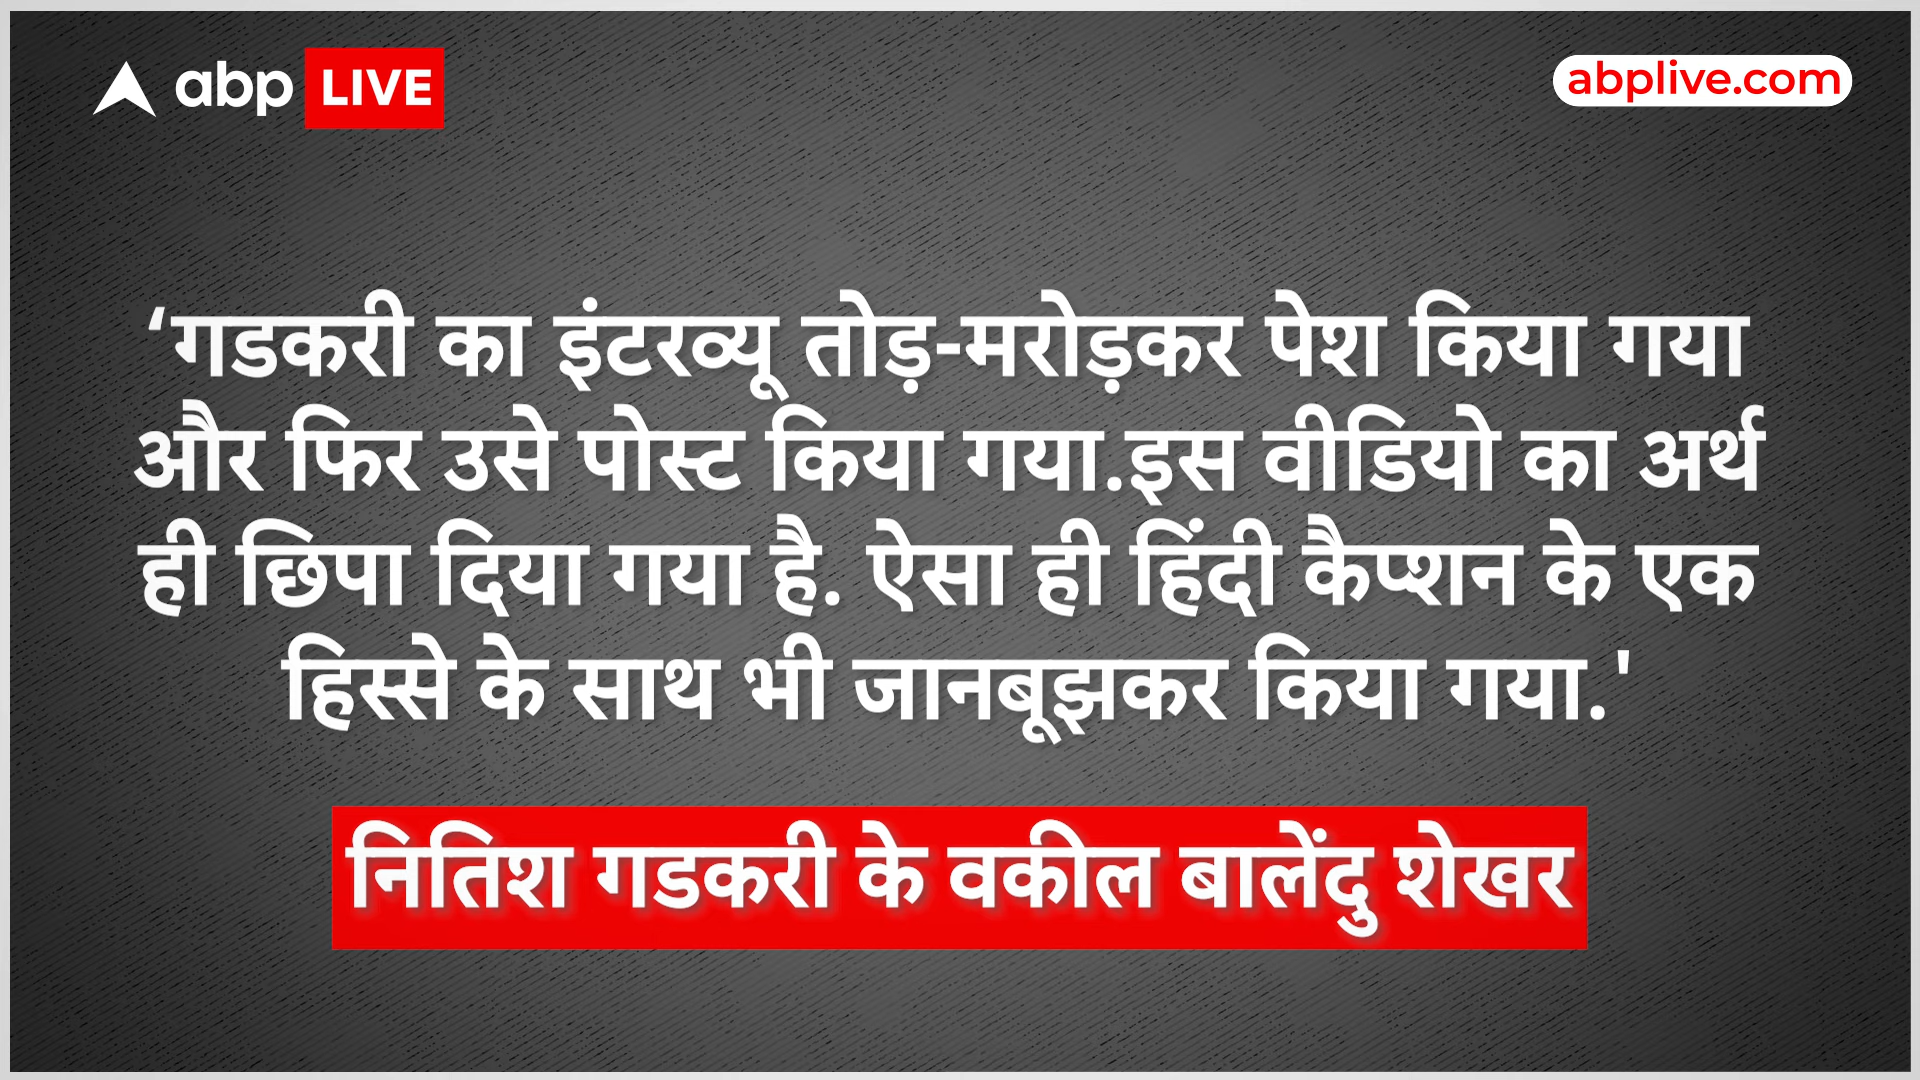 abp LIVE
abplive.com
‘गडकरी का इंटरव्यू तोड़-मरोड़कर पेश किया गया
और फिर उसे पोस्ट किया गया.इस वीडियो का अर्थ
ही छिपा दिया गया है. ऐसा ही हिंदी कैप्शन के एक
हिस्से के साथ भी जानबूझकर किया गया.'
नितिश गडकरी के वकील बालेंदु शेखर